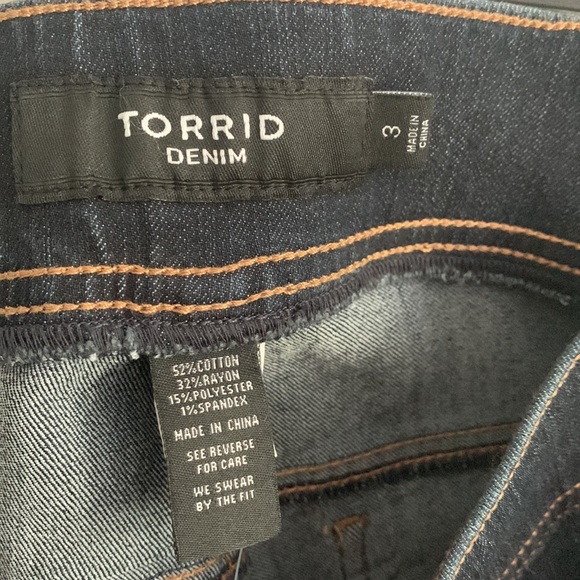 TORRID
DENIM
3
MADE IN
CHINA
52%COTTON
32%RAYON
15%POLYESTER
1%SPANDEX
MADE IN CHINA
SEE REVERSE
FOR CARE
WE SWEAR
BY THE FIT